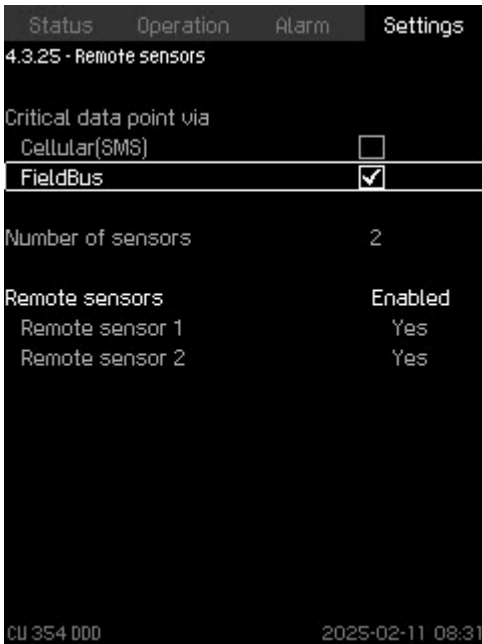 Status Operation Alarm Settings
4.3.25 - Remote sensors
Critical data point via
Cellular(SMS)
FieldBus
Number of sensors 2
Remote sensors Enabled
Remote sensor 1 Yes
Remote sensor 2 Yes
CU 354 DDD 2025-02-11 08:31